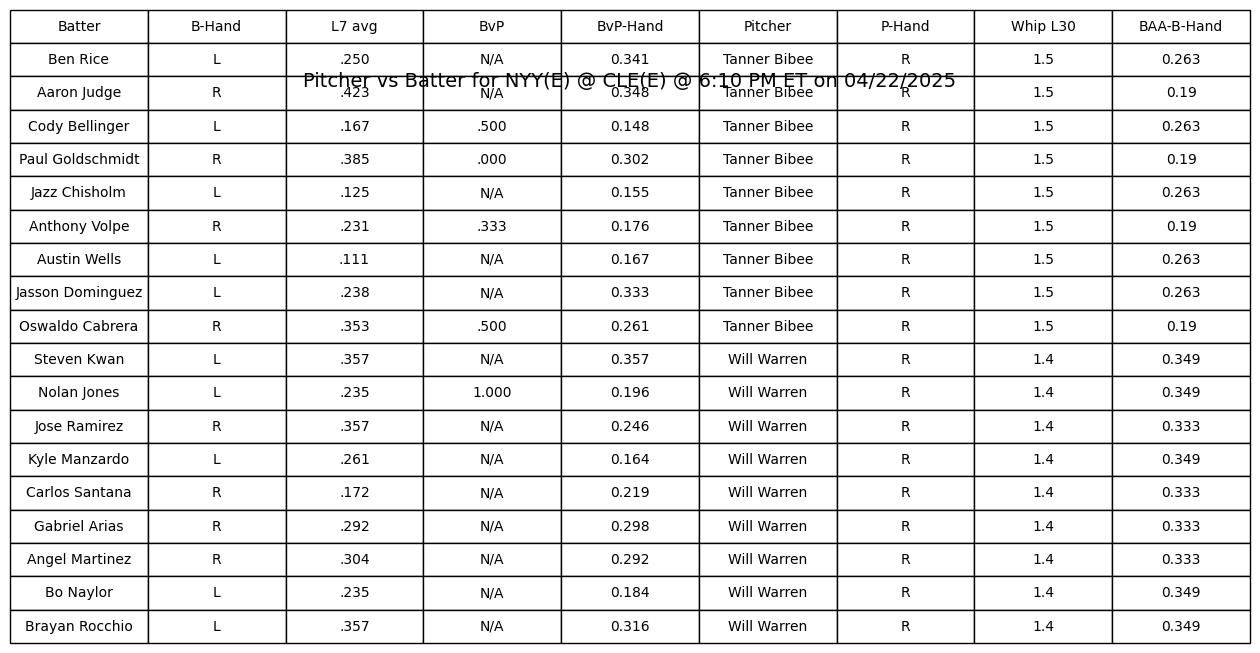 Batter B-Hand L7 avg BvP BvP-Hand Pitcher P-Hand Whip L30 BAA-B-Hand
Ben Rice L .250 N/A 0.341 Tanner Bibee R 1.5 0.263
Pitcher vs Batter for NYY(E) @ CLE(E) @ 6:10 PM ET on 04/22/2025
Aaron Judge R .423 N/A 0.348 Tanner Bibee R 1.5 0.19
Cody Bellinger L .167 .500 0.148 Tanner Bibee R 1.5 0.263
Paul Goldschmidt R .385 .000 0.302 Tanner Bibee R 1.5 0.19
Jazz Chisholm L .125 N/A 0.155 Tanner Bibee R 1.5 0.263
Anthony Volpe R .231 .333 0.176 Tanner Bibee R 1.5 0.19
Austin Wells L .111 N/A 0.167 Tanner Bibee R 1.5 0.263
Jasson Dominguez L .238 N/A 0.333 Tanner Bibee R 1.5 0.263
Oswaldo Cabrera R .353 .500 0.261 Tanner Bibee R 1.5 0.19
Steven Kwan L .357 N/A 0.357 Will Warren R 1.4 0.349
Nolan Jones L .235 1.000 0.196 Will Warren R 1.4 0.349
Jose Ramirez R .357 N/A 0.246 Will Warren R 1.4 0.333
Kyle Manzardo L .261 N/A 0.164 Will Warren R 1.4 0.349
Carlos Santana R .172 N/A 0.219 Will Warren R 1.4 0.333
Gabriel Arias R .292 N/A 0.298 Will Warren R 1.4 0.333
Angel Martinez R .304 N/A 0.292 Will Warren R 1.4 0.333
Bo Naylor L .235 N/A 0.184 Will Warren R 1.4 0.349
Brayan Rocchio L .357 N/A 0.316 Will Warren R 1.4 0.349